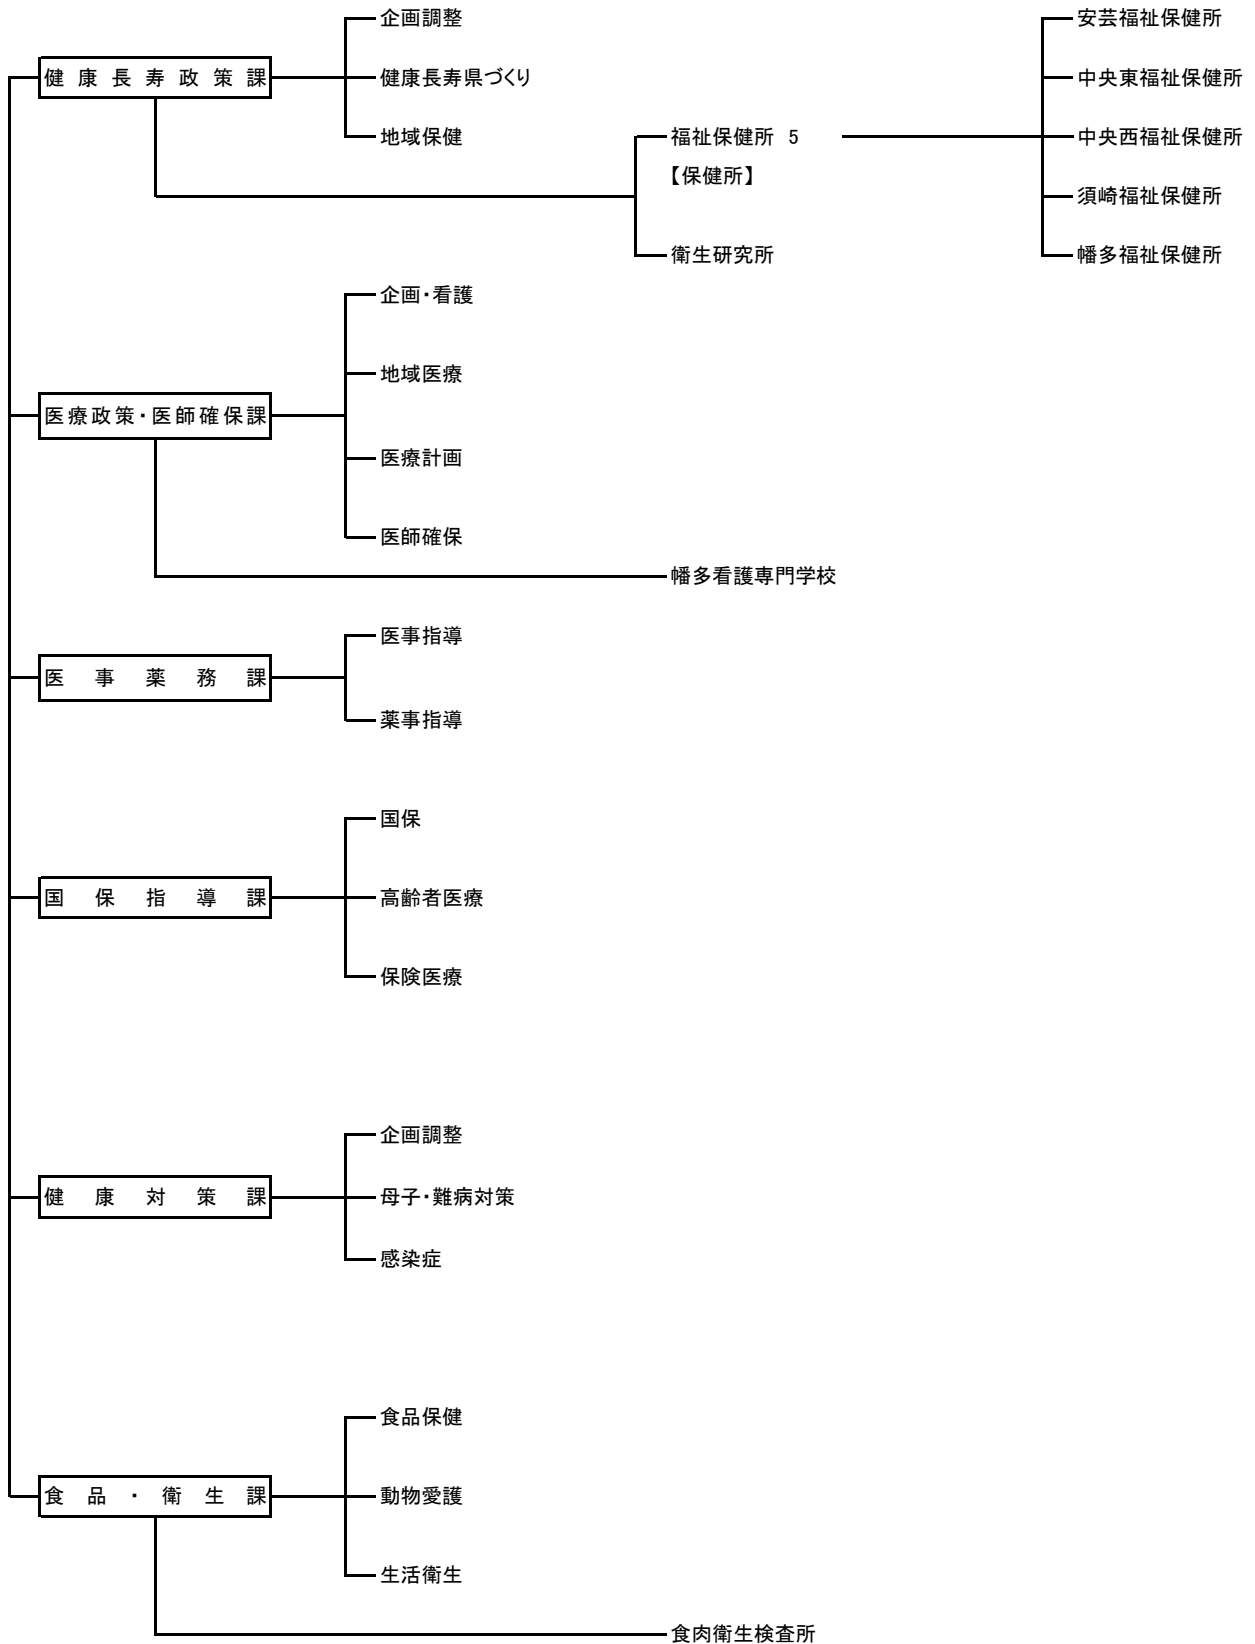 企画調整
安芸福祉保健所
健康長寿政策課
健康長寿県づくり
中央東福祉保健所
地域保健
福祉保健所 5
中央西福祉保健所
【保健所】
須崎福祉保健所
衛生研究所
幡多福祉保健所
企画・看護
地域医療
医療政策・医師確保課
医療計画
医師確保
幡多看護専門学校
医事指導
医事薬務課
薬事指導
国保
国保指導課
高齢者医療
保険医療
企画調整
健康対策課
母子・難病対策
感染症
食品保健
食品・衛生課
動物愛護
生活衛生
食肉衛生検査所